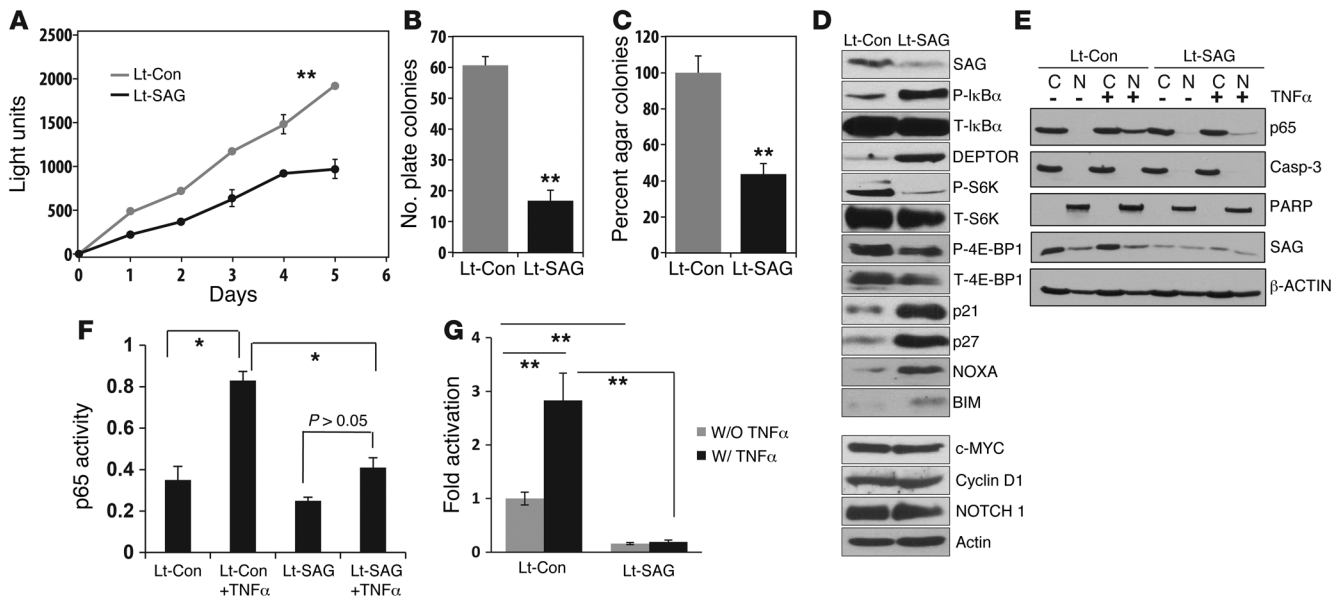 A
2500
2000
1500
1000
500
0
Light units
Lt-Con
Lt-SAG
**
0 1 2 3 4 5 6
Days
B
70
60
50
40
30
20
10
0
No. plate colonies
**
Lt-Con Lt-SAG
C
120
100
80
60
40
20
0
Percent agar colonies
**
Lt-Con Lt-SAG
D
Lt-Con Lt-SAG
SAG
P-IκBα
T-IκBα
DEPTOR
P-S6K
T-S6K
P-4E-BP1
T-4E-BP1
p21
p27
NOXA
BIM
c-MYC
Cyclin D1
NOTCH 1
Actin
E
Lt-Con Lt-SAG
C N C N C N C N
- - + + - - + + TNFα
p65
Casp-3
PARP
SAG
β-ACTIN
F
1
0.8
0.6
0.4
0.2
0
p65 activity
*
*
P > 0.05
Lt-Con Lt-Con Lt-SAG Lt-SAG
+TNFα +TNFα
G
4
3
2
1
0
Fold activation
**
**
**
W/O TNFα
W/ TNFα
Lt-Con Lt-SAG